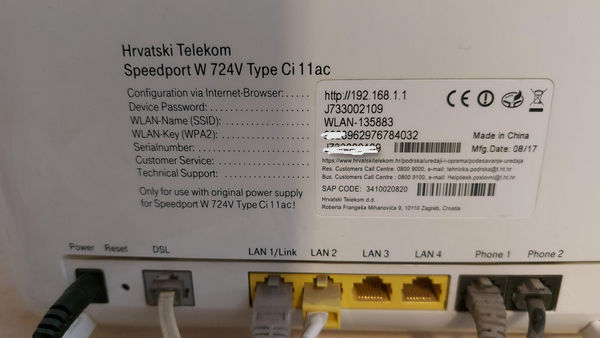 Hrvatski Telekom
Speedport W 724V Type Ci 11ac
Configuration via Internet-Browser: http://192.168.1.1
Device Password: J733002109
WLAN-Name (SSID): WLAN-135883
WLAN-Key (WPA2): 0962976784032
Serialnumber:
Customer Service:
Technical Support:
Made in China
Mfg.Date: 08/17
https://www.hrvatskitelekom.hr/podrska/uredaji-i-oprema/podesavanje-uredaja
Res. Customers Call Centre: 0800 9000, e-mail: tehnicka.podrska@t.ht.hr
Bus. Customers Call Centre: 0800 9100, e-mail: Helpdesk.poslovni@t.ht.hr
SAP CODE: 3410020820
Hrvatski Telekom d.d.
Roberta Frangeša Mihanovića 9, 10110 Zagreb, Croatia
Only for use with original power supply
for Speedport W 724V Type Ci 11ac!
Power Reset DSL LAN 1/Link LAN 2 LAN 3 LAN 4 Phone 1 Phone 2